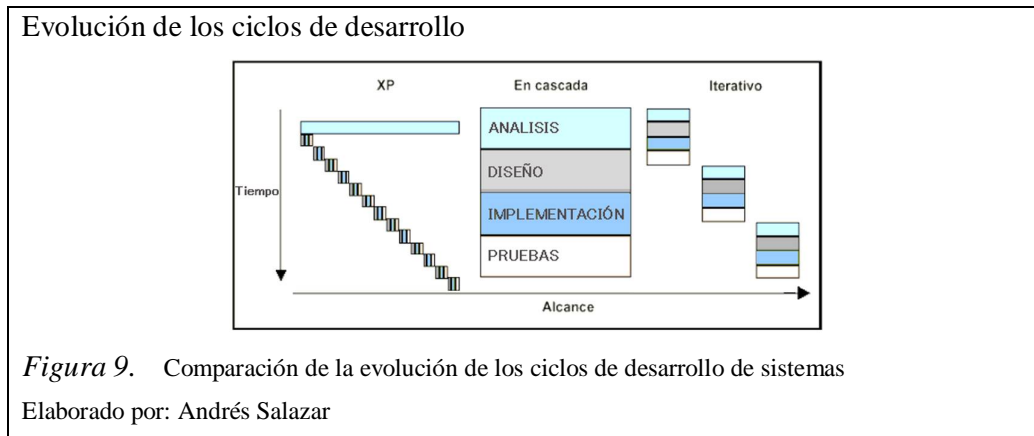 Evolución de los ciclos de desarrollo
XP
En cascada
Iterativo
ANALISIS
DISEÑO
Tiempo
IMPLEMENTACIÓN
PRUEBAS
Alcance
Figura 9. Comparación de la evolución de los ciclos de desarrollo de sistemas
Elaborado por: Andrés Salazar